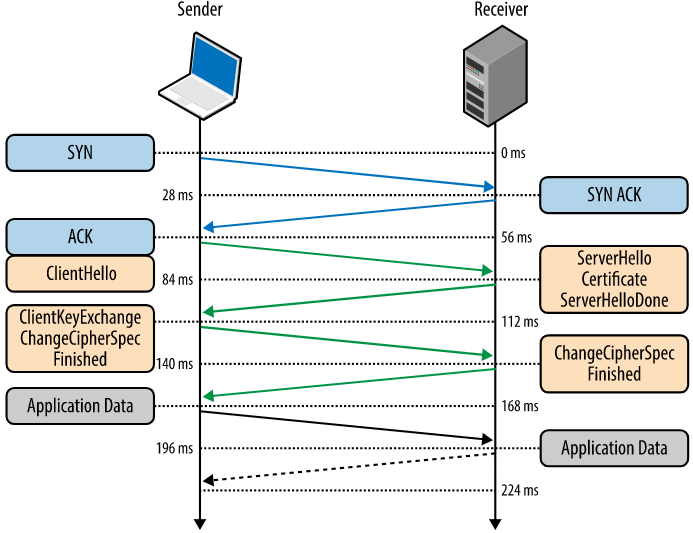 Sender
Receiver
SYN
0 ms
28 ms
SYN ACK
ACK
56 ms
ClientHello
84 ms
ServerHello
Certificate
ServerHelloDone
ClientKeyExchange
ChangeCipherSpec
Finished
112 ms
140 ms
ChangeCipherSpec
Finished
Application Data
168 ms
196 ms
Application Data
224 ms